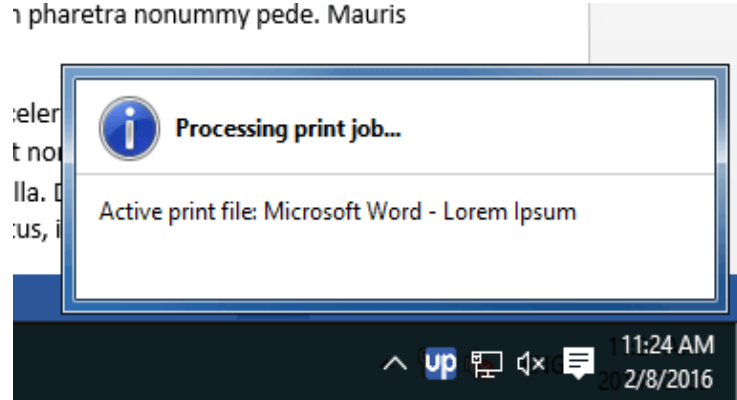 pharetra nonummy pede. Mauris
Processing print job...
Active print file: Microsoft Word - Lorem Ipsum
up
11:24 AM
2/8/2016